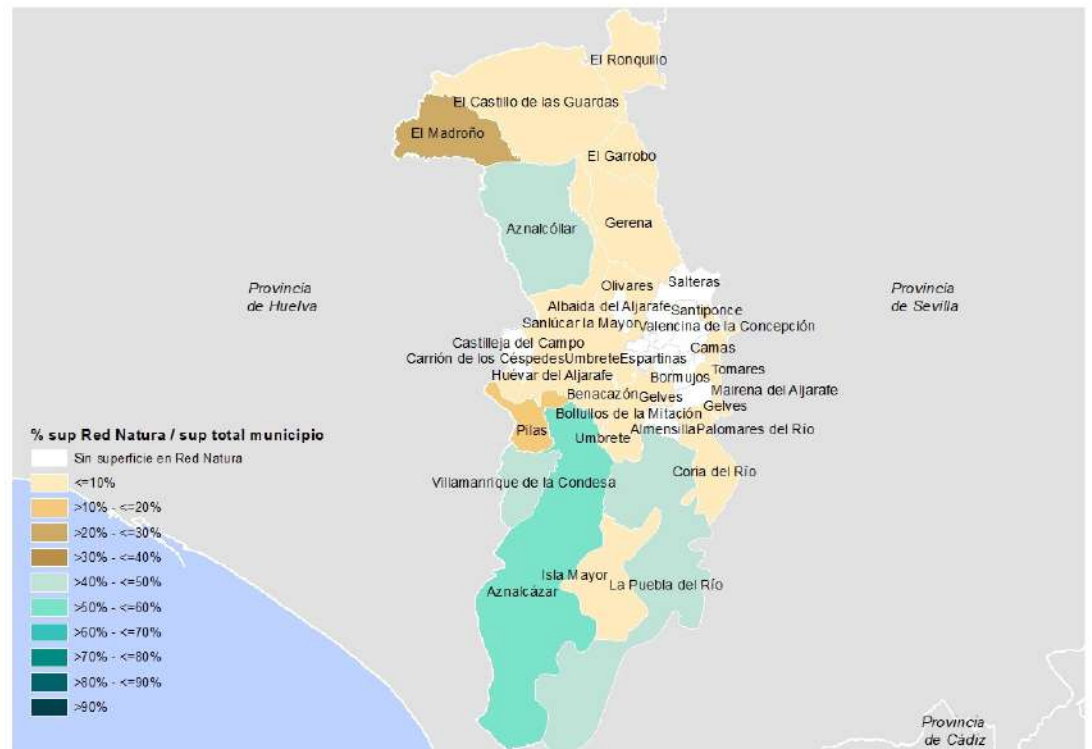 El Ronquillo
El Castillo de las Guardas
El Madroño
El Garrobo
Aznalcóllar
Gerena
Provincia
de Huelva
Provincia
de Sevilla
Olivares
Salteras
Albaida del Aljarafe
Santiponce
Sanlúcar la Mayor
Valencina de la Concepción
Castilleja del Campo
Camas
Carrión de los Céspedes
Umbrete
Espartinas
Tomares
Huévar del Aljarafe
Bormujos
Mairena del Aljarafe
Benacazón
Gelves
Gelves
Bollullos de la Mitación
Pilas
Umbrete
Almensilla
Palomares del Río
Villamanrique de la Condesa
Coria del Río
Isla Mayor
La Puebla del Río
Aznalcázar
Provincia
de Cádiz
% sup Red Natura / sup total municipio
Sin superficie en Red Natura
<=10%
>10% - <=20%
>20% - <=30%
>30% - <=40%
>40% - <=50%
>50% - <=60%
>60% - <=70%
>70% - <=80%
>80% - <=90%
>90%